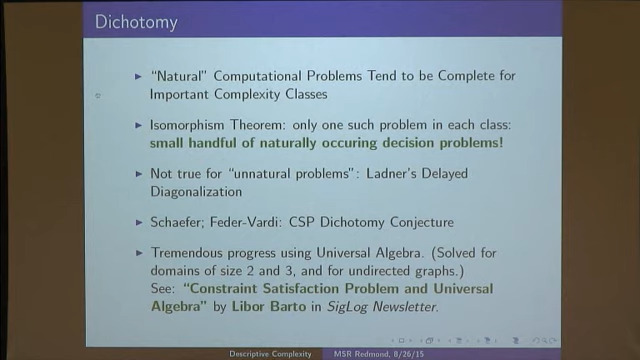 Dichotomy
▶ "Natural" Computational Problems Tend to be Complete for
Important Complexity Classes
▶ Isomorphism Theorem: only one such problem in each class:
small handful of naturally occuring decision problems!
▶ Not true for "unnatural problems": Ladner's Delayed
Diagonalization
▶ Schaefer; Feder-Vardi: CSP Dichotomy Conjecture
▶ Tremendous progress using Universal Algebra. (Solved for
domains of size 2 and 3, and for undirected graphs.)
See: "Constraint Satisfaction Problem and Universal
Algebra" by Libor Barto in SigLog Newsletter.
Descriptive Complexity MSR Redmond, 8/26/15